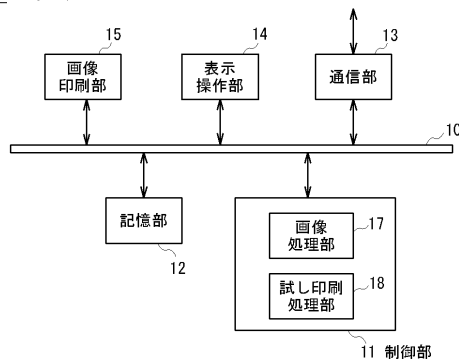 15
14
13
画像
印刷部
表示
操作部
通信部
10
記憶部
12
画像
処理部
17
試し印刷
処理部
18
11 制御部